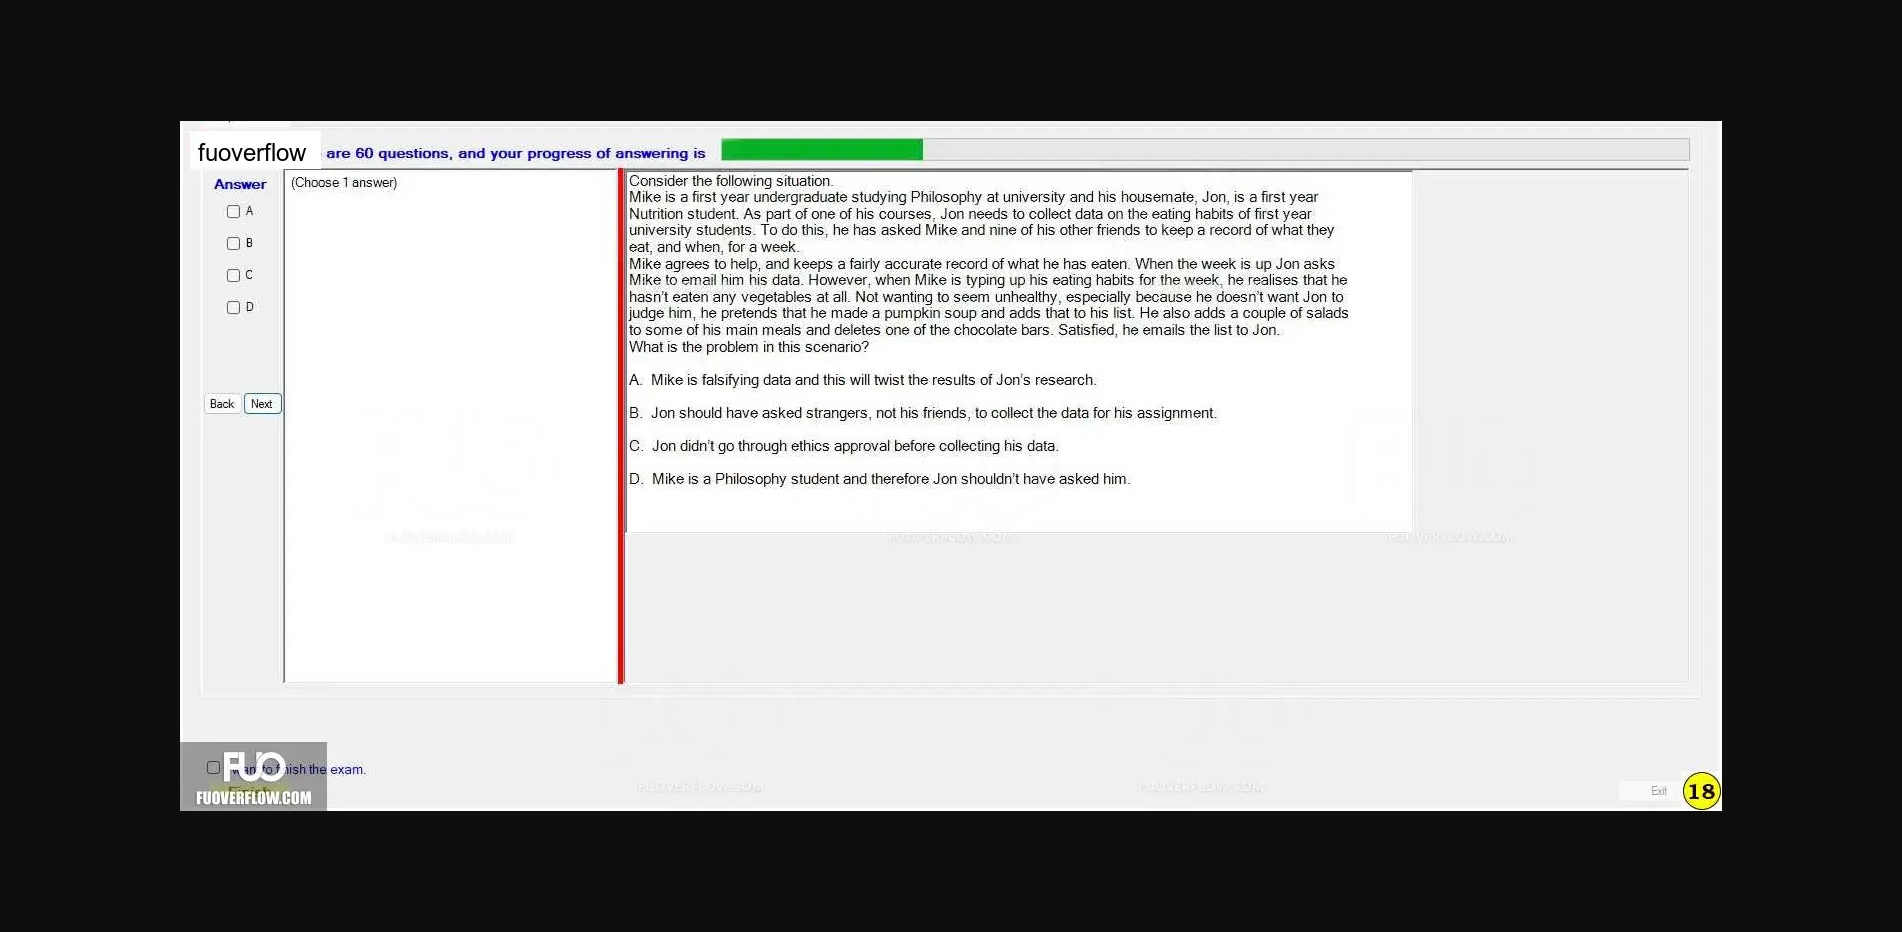 fuoverflow are 60 questions, and your progress of answering is
Answer
(Choose 1 answer)
A
B
C
D
Back Next
Consider the following situation.
Mike is a first year undergraduate studying Philosophy at university and his housemate, Jon, is a first year
Nutrition student. As part of one of his courses, Jon needs to collect data on the eating habits of first year
university students. To do this, he has asked Mike and nine of his other friends to keep a record of what they
eat, and when, for a week.
Mike agrees to help, and keeps a fairly accurate record of what he has eaten. When the week is up Jon asks
Mike to email him his data. However, when Mike is typing up his eating habits for the week, he realises that he
hasn't eaten any vegetables at all. Not wanting to seem unhealthy, especially because he doesn't want Jon to
judge him, he pretends that he made a pumpkin soup and adds that to his list. He also adds a couple of salads
to some of his main meals and deletes one of the chocolate bars. Satisfied, he emails the list to Jon.
What is the problem in this scenario?
A. Mike is falsifying data and this will twist the results of Jon's research.
B. Jon should have asked strangers, not his friends, to collect the data for his assignment.
C. Jon didn't go through ethics approval before collecting his data.
D. Mike is a Philosophy student and therefore Jon shouldn't have asked him.
FUOVERFLOW.COM FUOVERFLOW.COM FUOVERFLOW.COM
FUO
the exam.
FUOVERFLOW.COM
FUOVERFLOW.COM FUOVERFLOW.COM
Exit 18